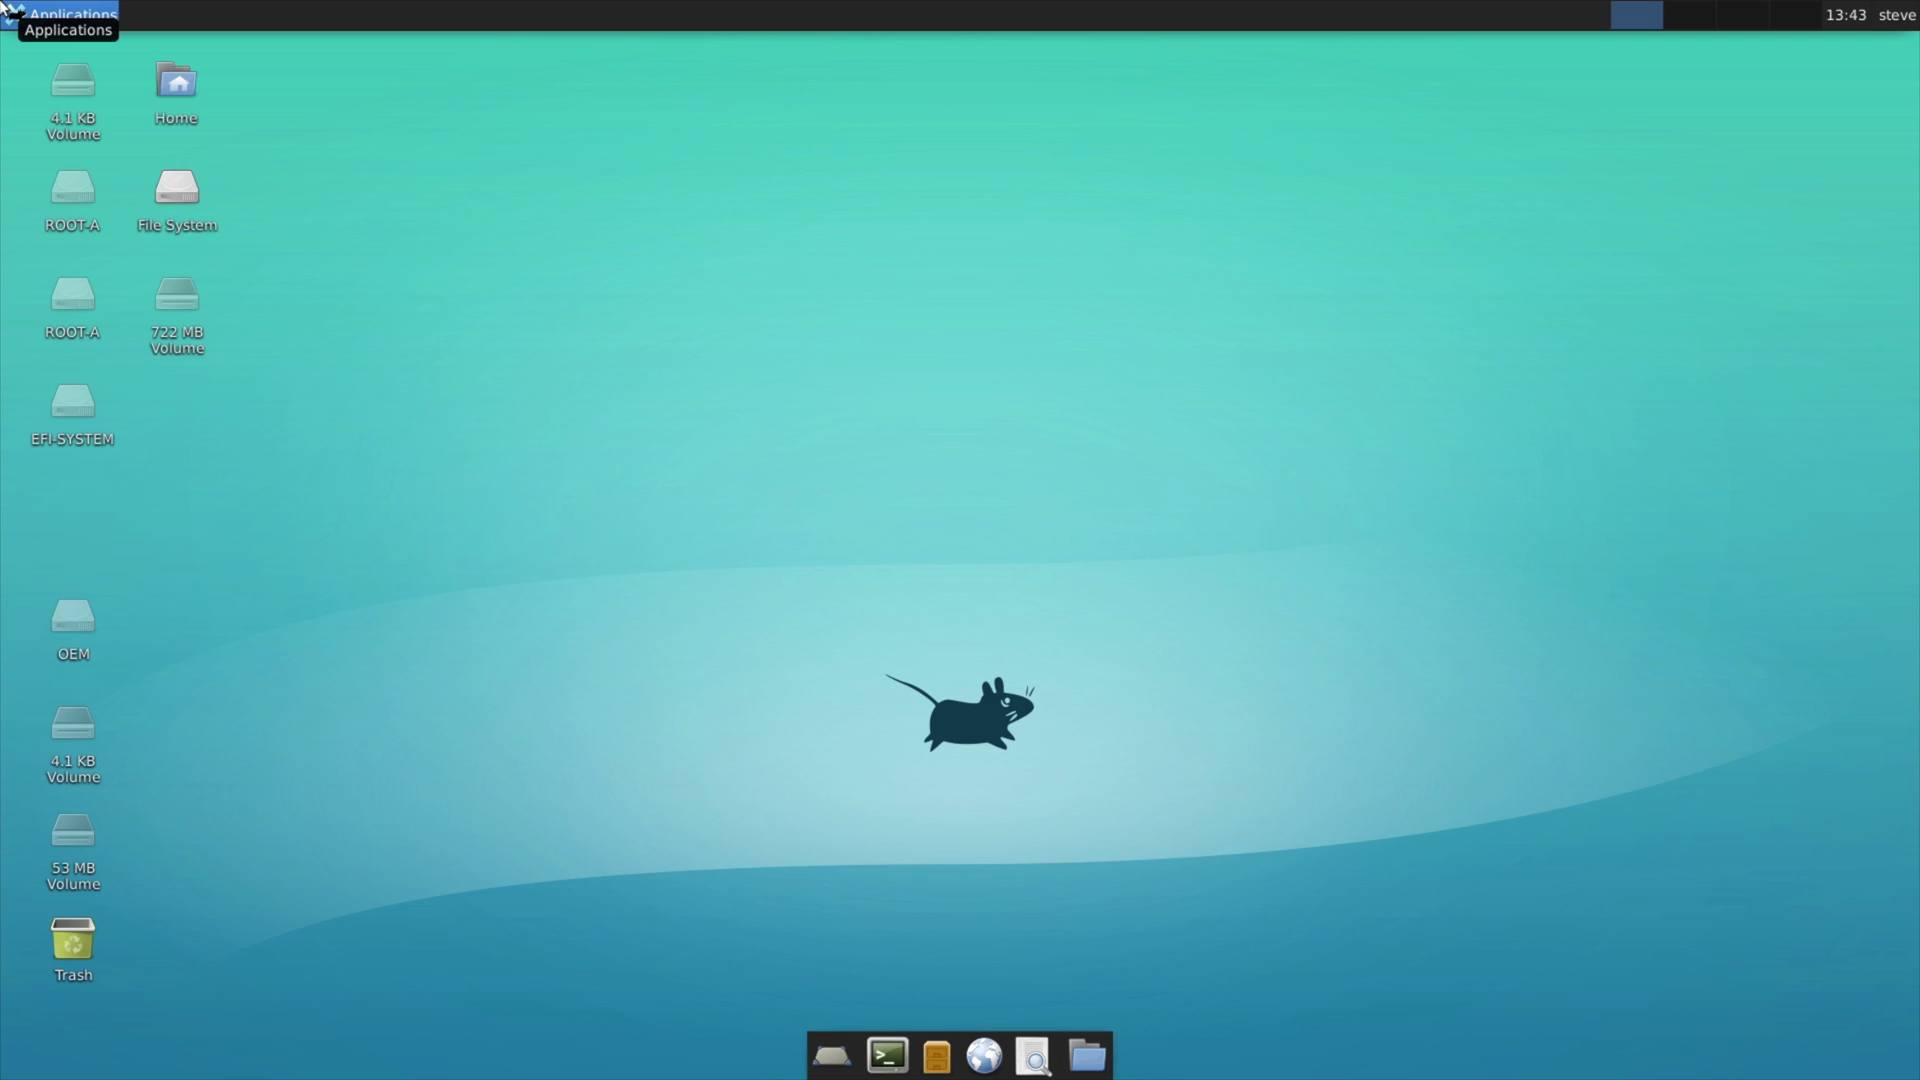 Applications
13:43 steve
Applications
4.1 KB
Volume
Home
ROOT-A
File System
ROOT-A
722 MB
Volume
EFI-SYSTEM
OEM
4.1 KB
Volume
53 MB
Volume
Trash